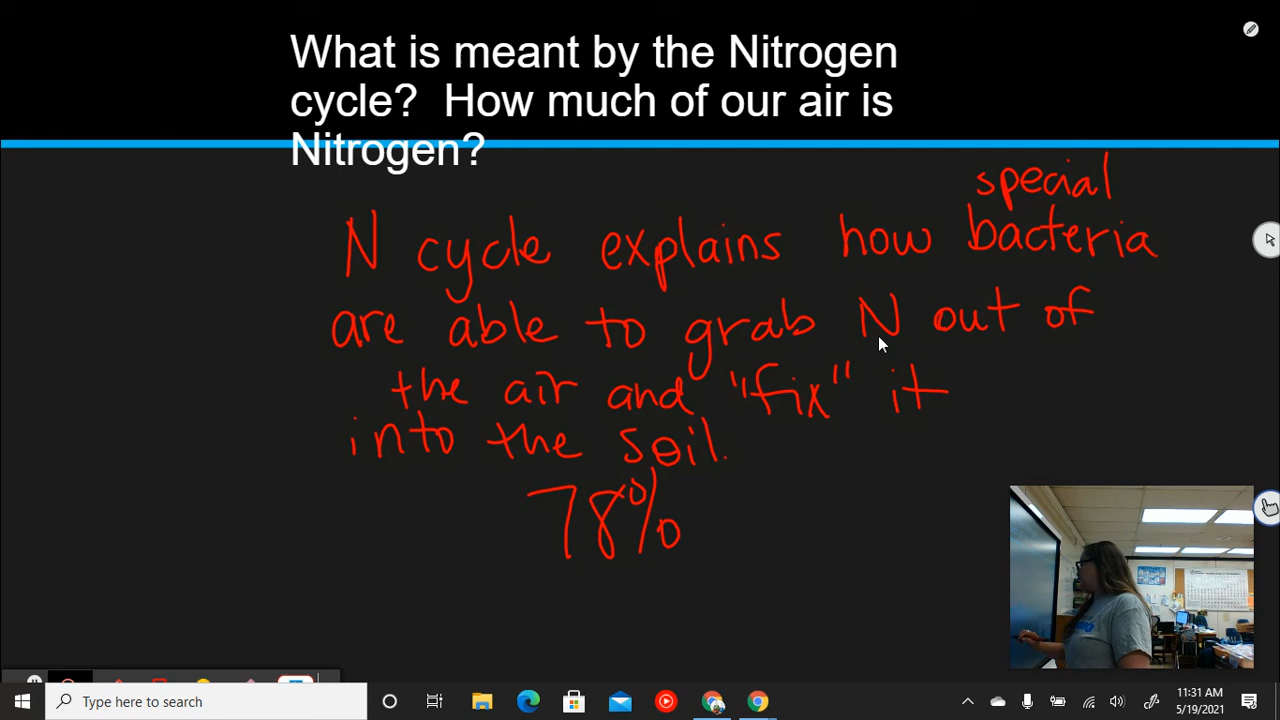 What is meant by the Nitrogen
cycle? How much of our air is
Nitrogen?
special
N cycle explains how bacteria
are able to grab N out of
the air and "fix" it
into the soil.
78%
Type here to search
11:31 AM
5/19/2021